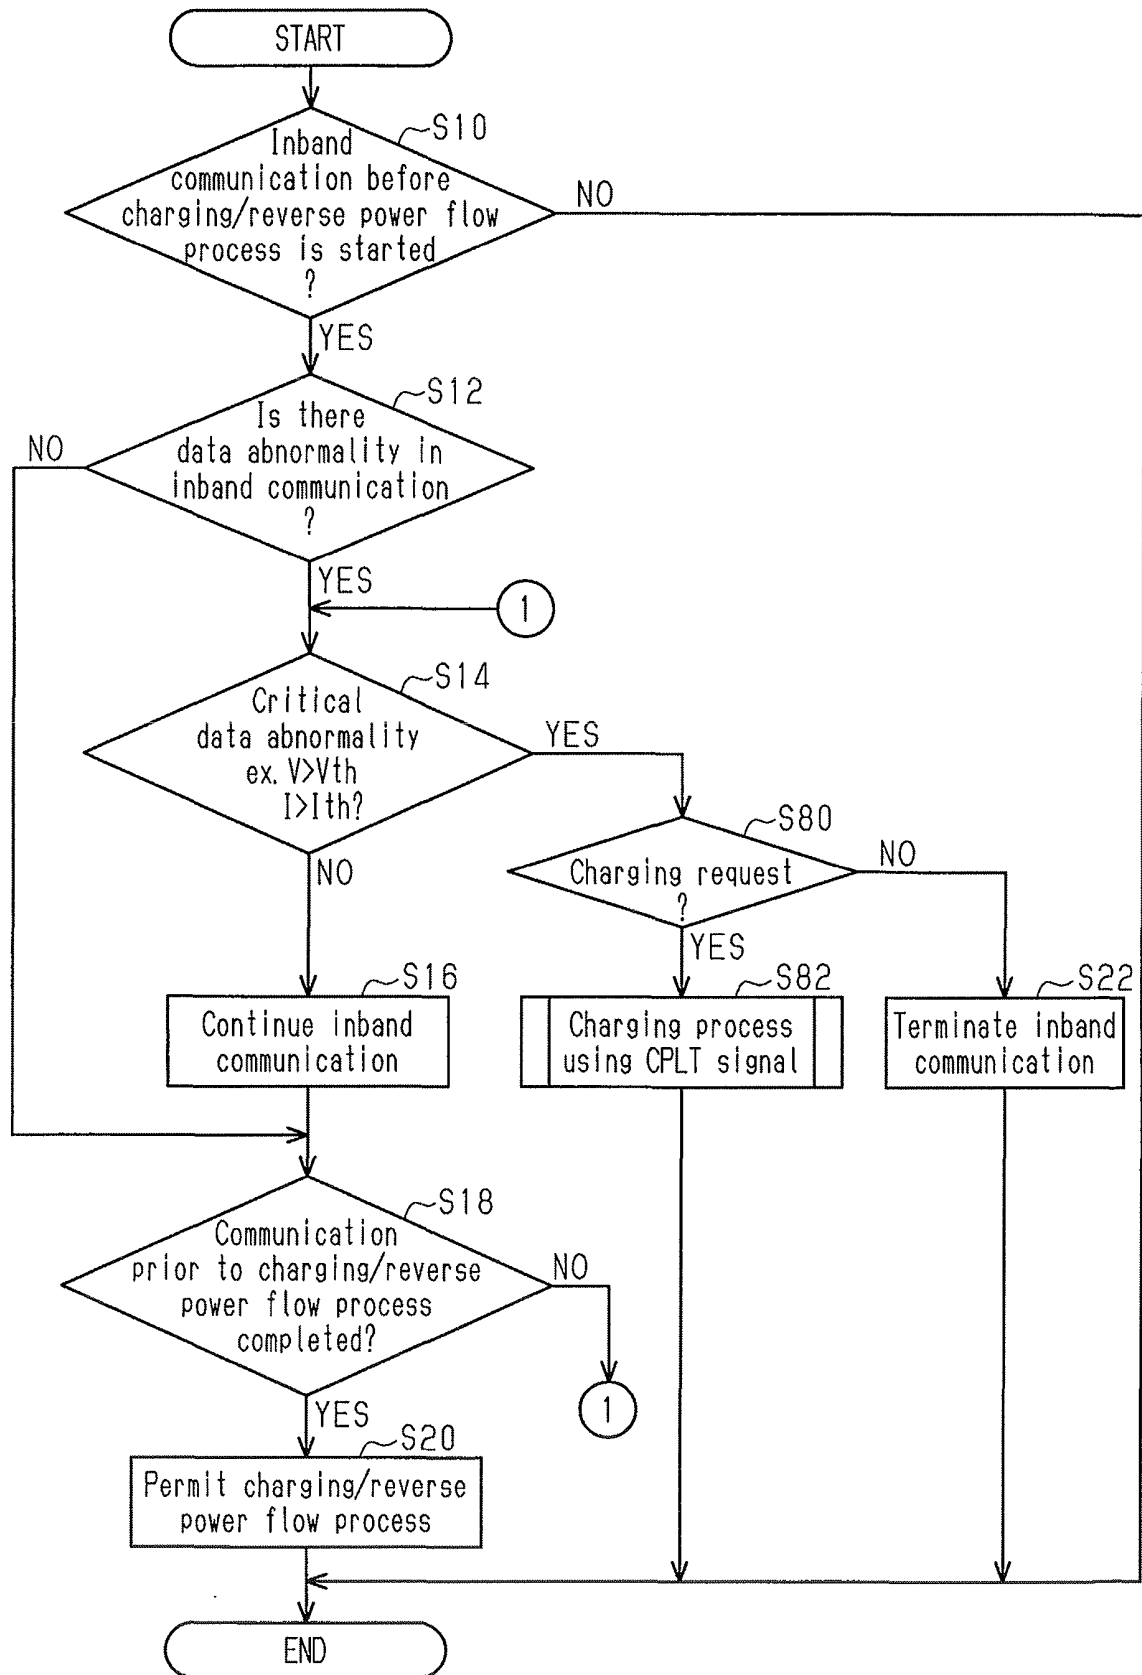 START
S10
Inband
communication before
charging/reverse power flow
process is started
?
NO
YES
S12
Is there
data abnormality in
inband communication
?
NO
YES
1
S14
Critical
data abnormality
ex. V>Vth
I>Ith?
YES
NO
S80
Charging request
?
NO
YES
S16
Continue inband
communication
S82
Charging process
using CPLT signal
S22
Terminate inband
communication
S18
Communication
prior to charging/reverse
power flow process
completed?
NO
1
YES
S20
Permit charging/reverse
power flow process
END